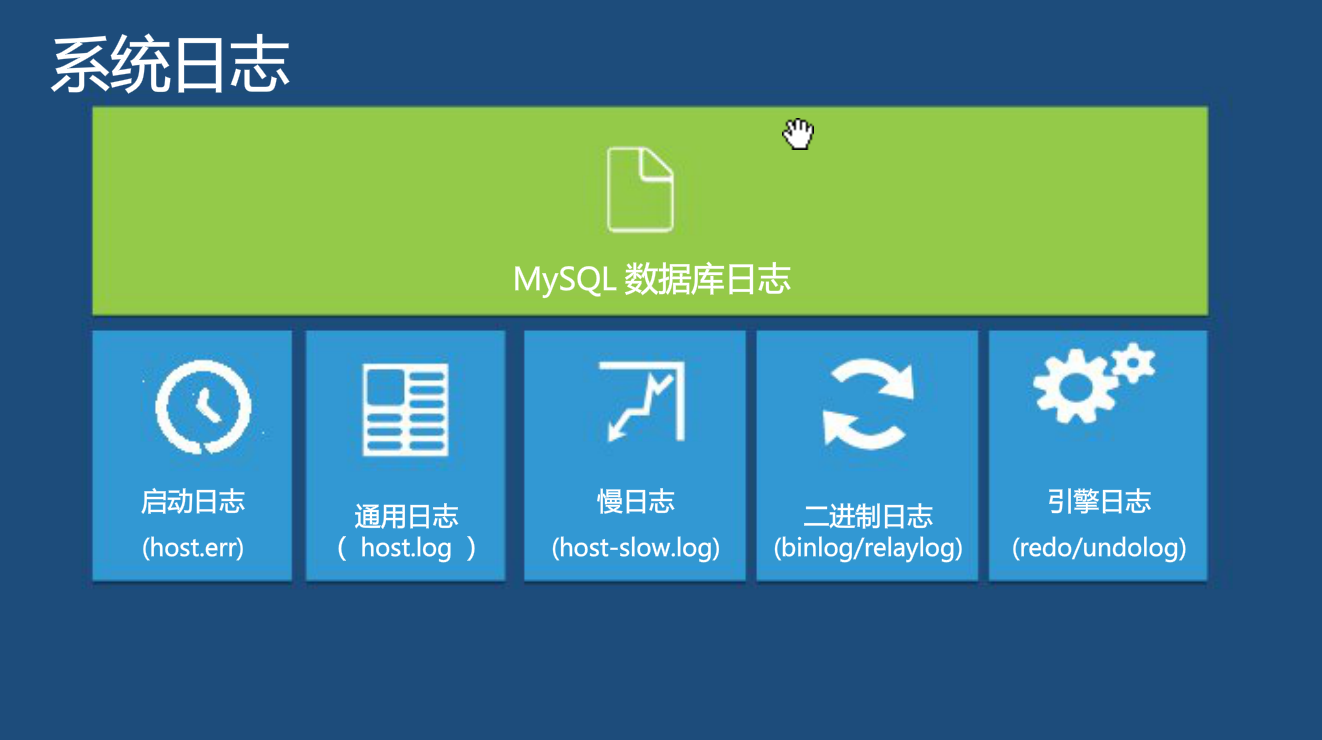 系统日志
MySQL 数据库日志
启动日志
(host.err)
通用日志
( host.log )
慢日志
(host-slow.log)
二进制日志
(binlog/relaylog)
引擎日志
(redo/undolog)